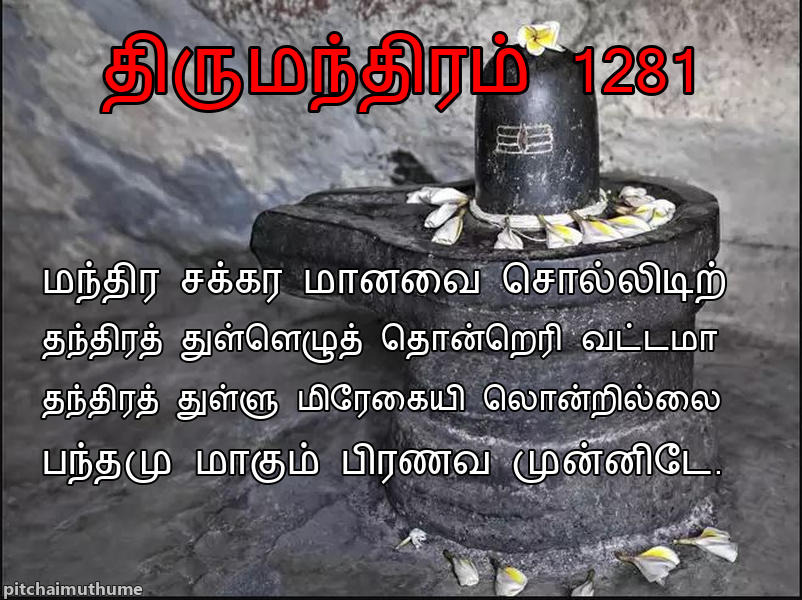 திருமந்திரம் 1281
மந்திர சக்கர மானவை சொல்லிடிற்
தந்திரத் துள்ளெழுத் தொன்றெரி வட்டமா
தந்திரத் துள்ளு மிரேகையி லொன்றில்லை
பந்தமு மாகும் பிரணவ முன்னிடே.
pitchaimuthume